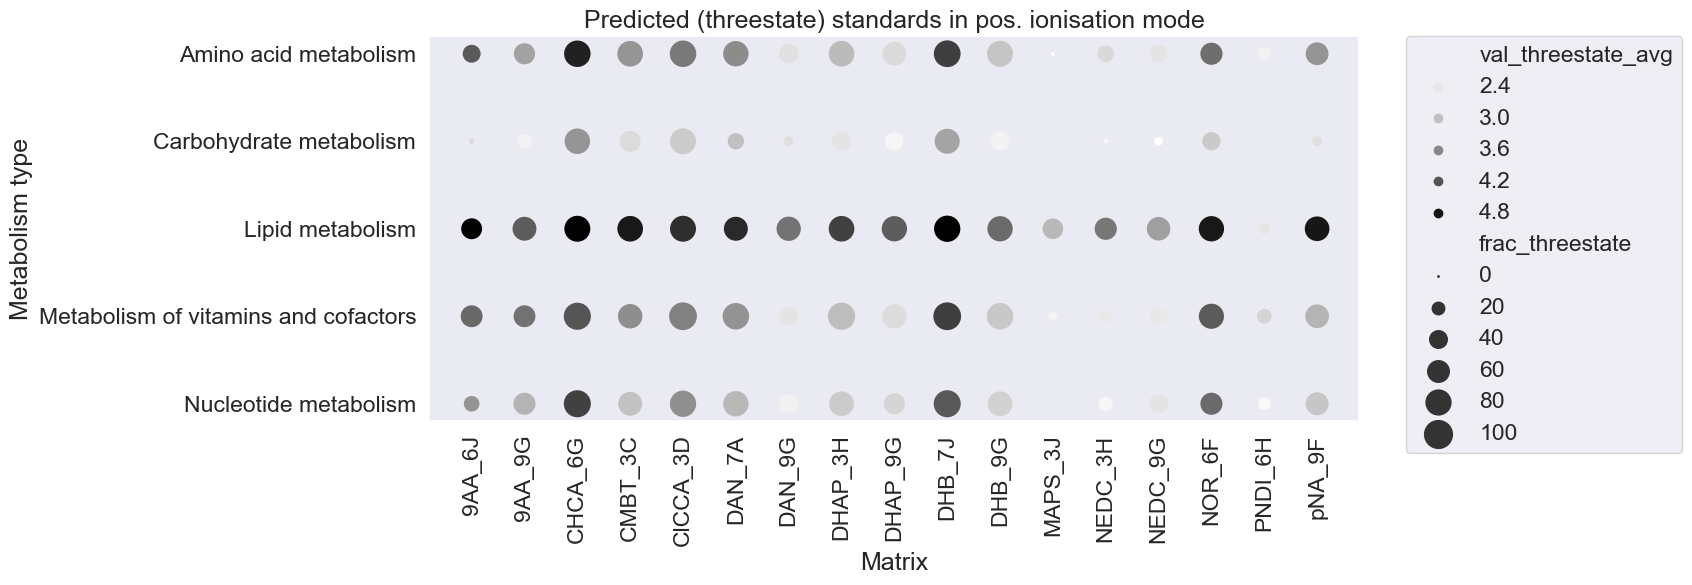 Predicted (threestate) standards in pos. ionisation mode
Metabolism type
Amino acid metabolism
Carbohydrate metabolism
Lipid metabolism
Metabolism of vitamins and cofactors
Nucleotide metabolism
9AA_6J
9AA_9G
CHCA_6G
CMBT_3C
ClCCA_3D
DAN_7A
DAN_9G
DHAP_3H
DHAP_9G
DHB_7J
DHB_9G
MAPS_3J
NEDC_3H
NEDC_9G
NOR_6F
PNDI_6H
pNA_9F
Matrix
val_threestate_avg
2.4
3.0
3.6
4.2
4.8
frac_threestate
0
20
40
60
80
100